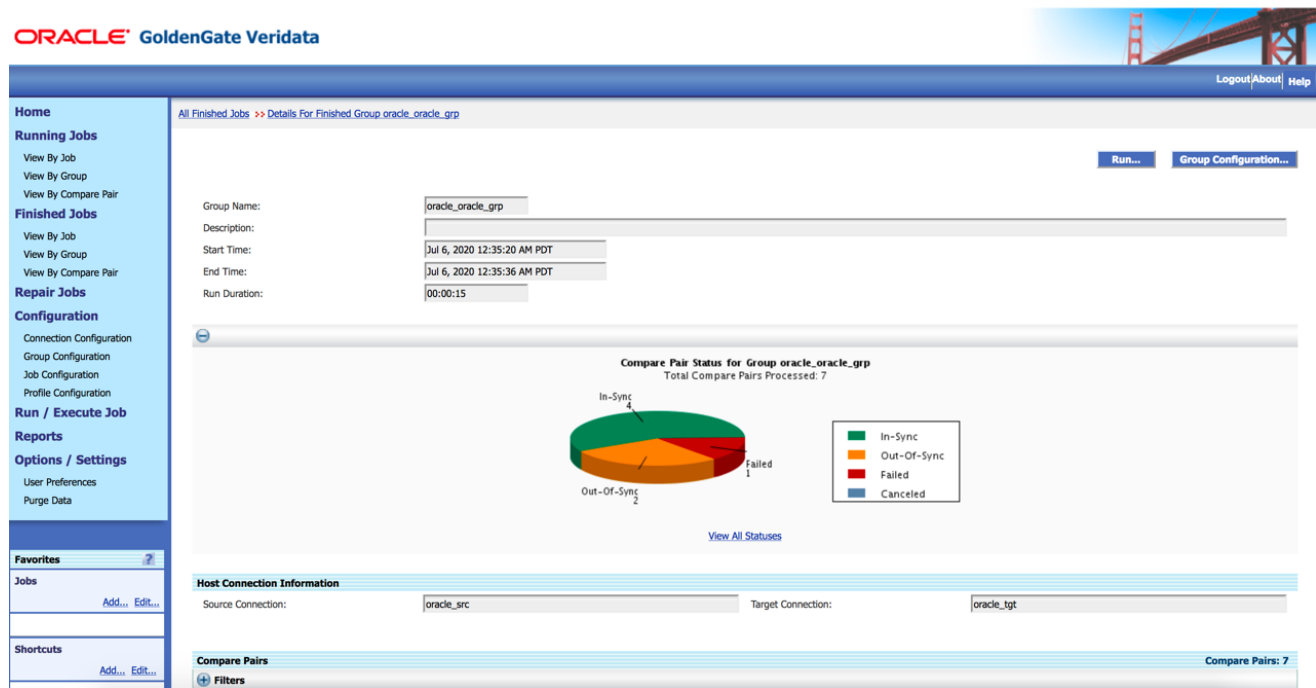 ORACLE GoldenGate Veridata
Logout About Help
Home
Running Jobs
View By Job
View By Group
View By Compare Pair
Finished Jobs
View By Job
View By Group
View By Compare Pair
Repair Jobs
Configuration
Connection Configuration
Group Configuration
Job Configuration
Profile Configuration
Run / Execute Job
Reports
Options / Settings
User Preferences
Purge Data
Favorites ?
Jobs
Add... Edit...
Shortcuts
Add... Edit...
All Finished Jobs >> Details For Finished Group oracle_oracle_grp
Run... Group Configuration...
Group Name: oracle_oracle_grp
Description:
Start Time: Jul 6, 2020 12:35:20 AM PDT
End Time: Jul 6, 2020 12:35:36 AM PDT
Run Duration: 00:00:15
Compare Pair Status for Group oracle_oracle_grp
Total Compare Pairs Processed: 7
In-Sync
4
Failed
1
Out-Of-Sync
2
In-Sync
Out-Of-Sync
Failed
Canceled
View All Statuses
Host Connection Information
Source Connection: oracle_src Target Connection: oracle_tgt
Compare Pairs Compare Pairs: 7
Filters